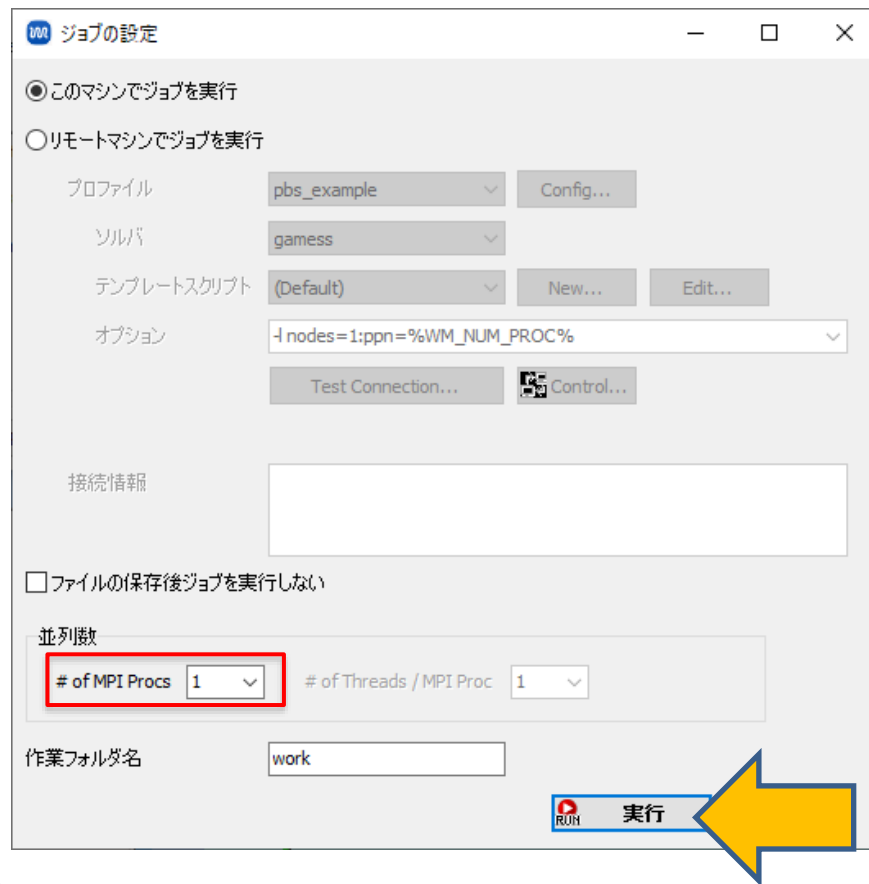 ジョブの設定
このマシンでジョブを実行
リモートマシンでジョブを実行
プロファイル pbs_example Config...
ソルバ gamess
テンプレートスクリプト (Default) New... Edit...
オプション -l nodes=1:ppn=%WM_NUM_PROC%
Test Connection... Control...
接続情報
ファイルの保存後ジョブを実行しない
並列数
# of MPI Procs 1 # of Threads / MPI Proc 1
作業フォルダ名 work
RUN 実行